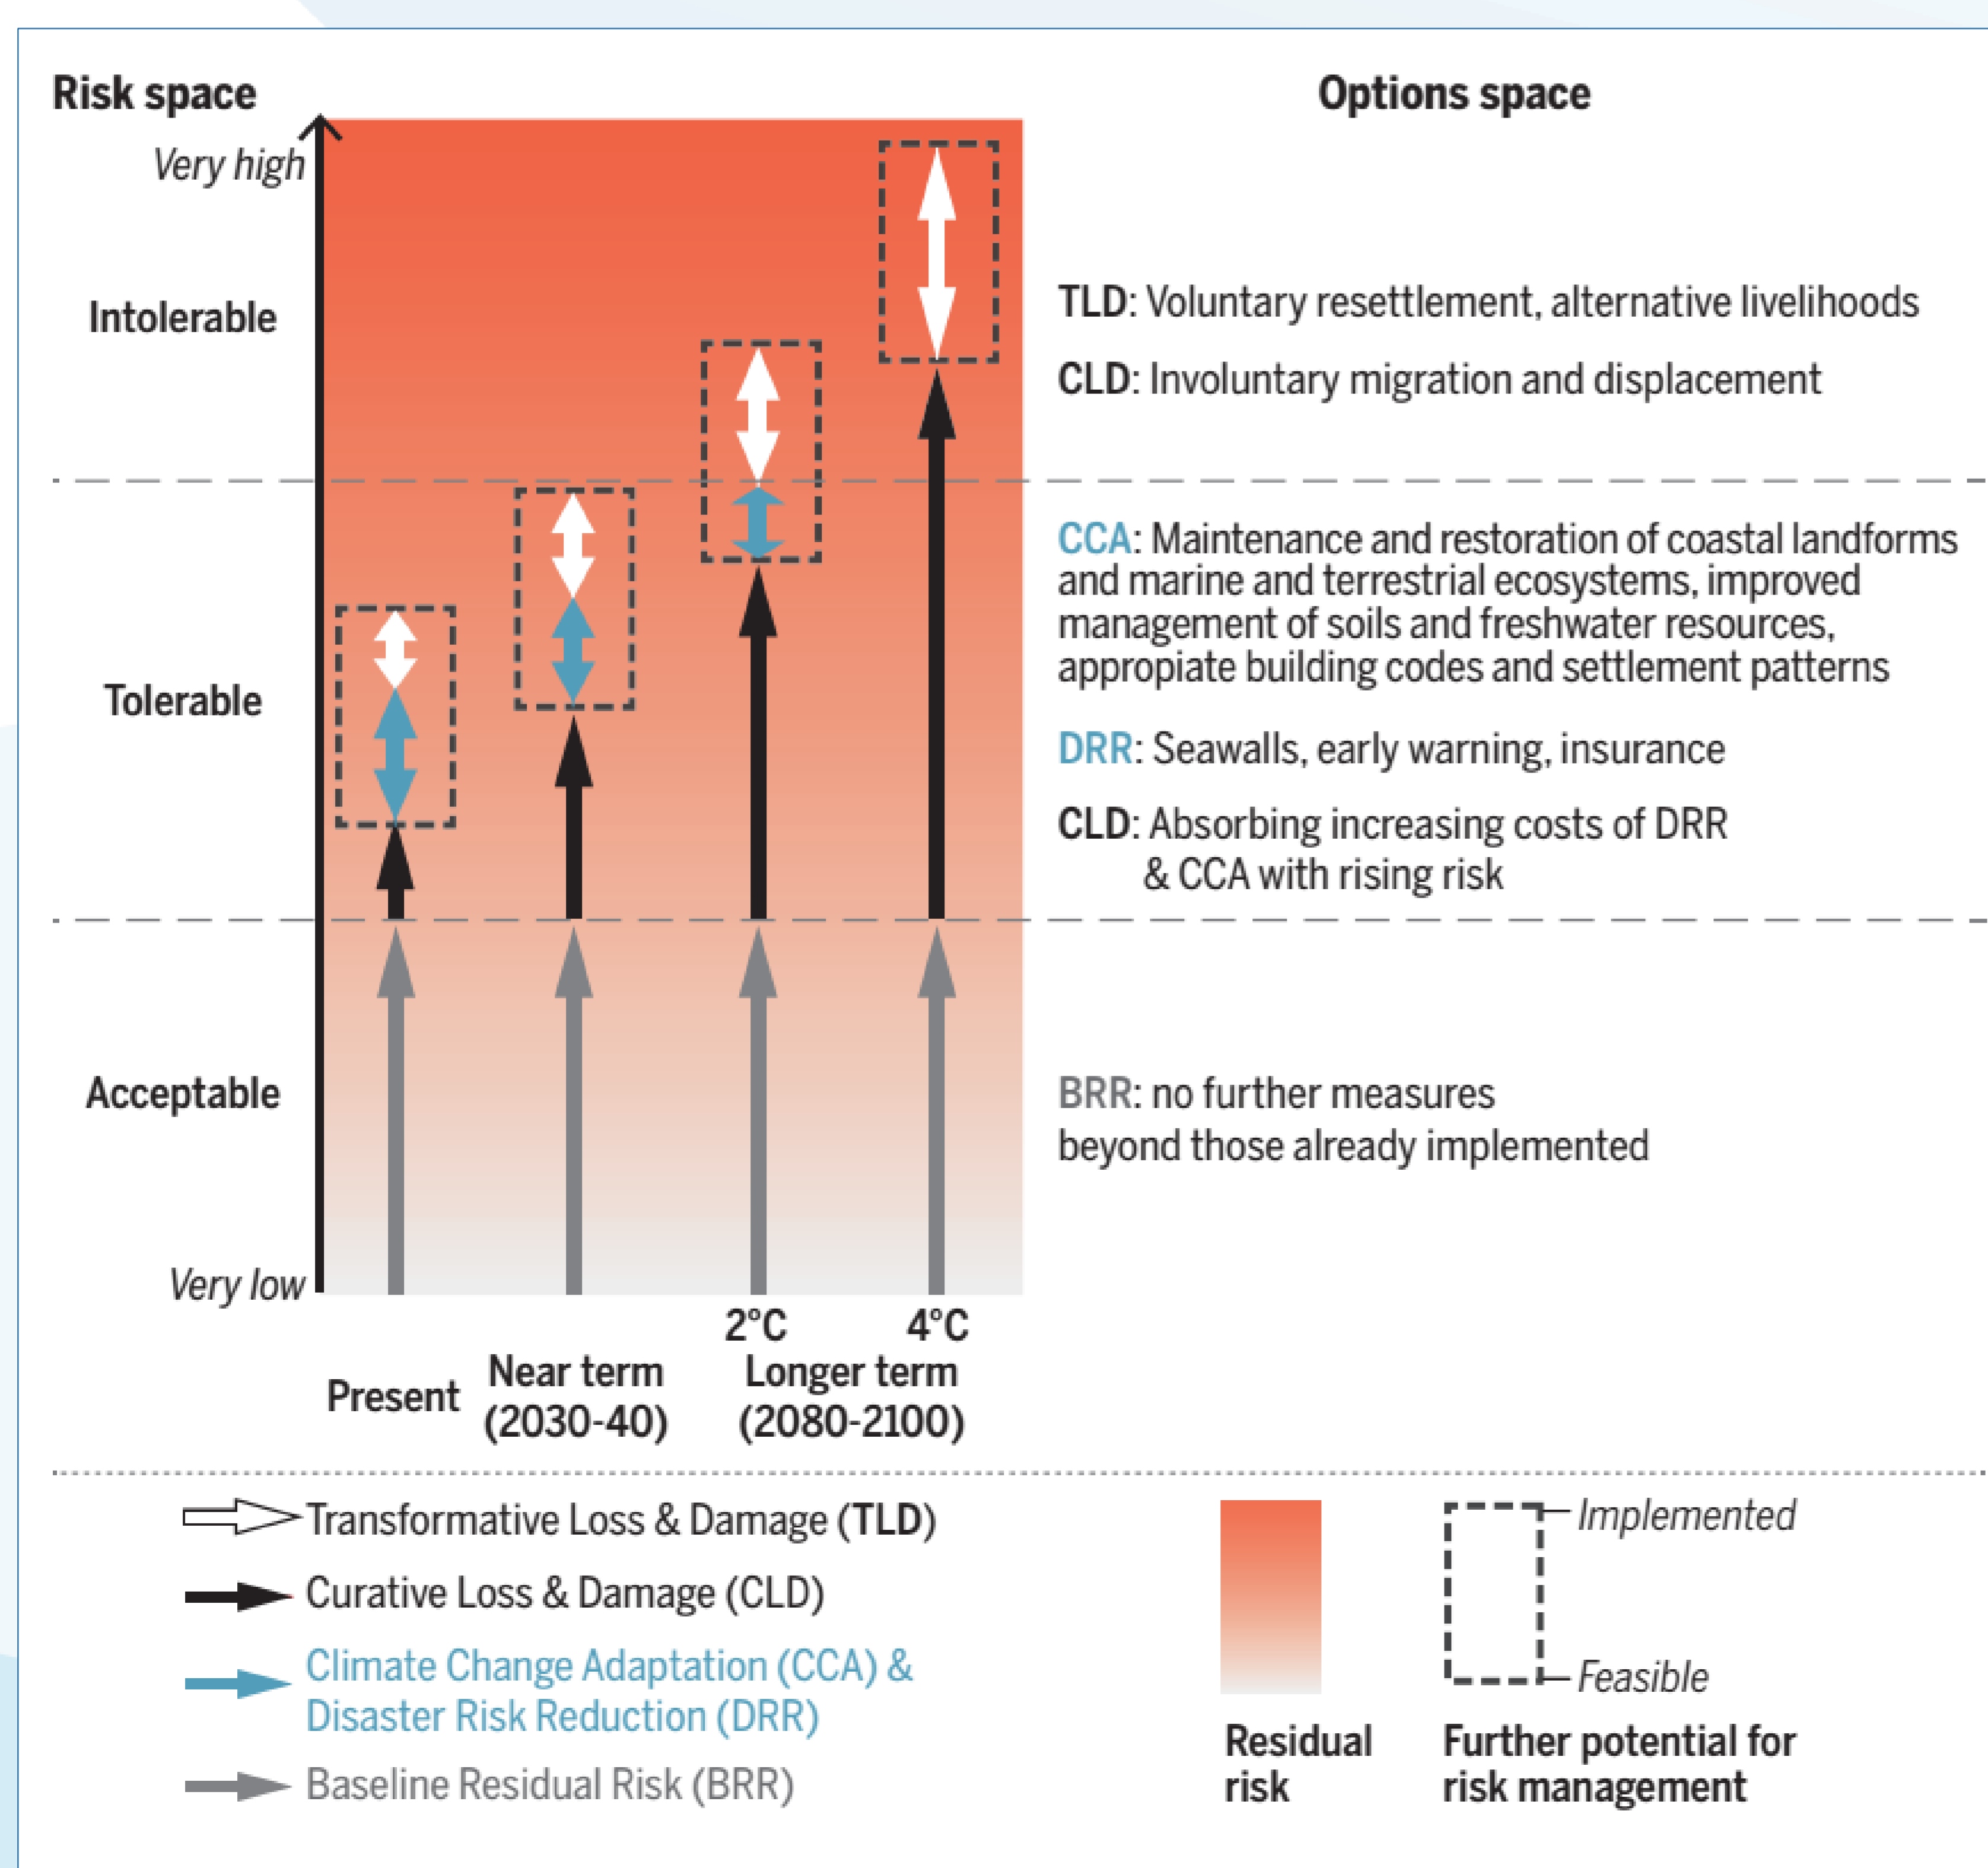 Risk space
Options space
Very high
Intolerable
TLD: Voluntary resettlement, alternative livelihoods
CLD: Involuntary migration and displacement
Tolerable
CCA: Maintenance and restoration of coastal landforms
and marine and terrestrial ecosystems, improved
management of soils and freshwater resources,
appropiate building codes and settlement patterns
DRR: Seawalls, early warning, insurance
CLD: Absorbing increasing costs of DRR
& CCA with rising risk
Acceptable
BRR: no further measures
beyond those already implemented
Very low
2°C
4°C
Present
Near term
(2030-40)
Longer term
(2080-2100)
Transformative Loss & Damage (TLD)
Curative Loss & Damage (CLD)
Climate Change Adaptation (CCA) &
Disaster Risk Reduction (DRR)
Baseline Residual Risk (BRR)
Residual
risk
Implemented
Feasible
Further potential for
risk management